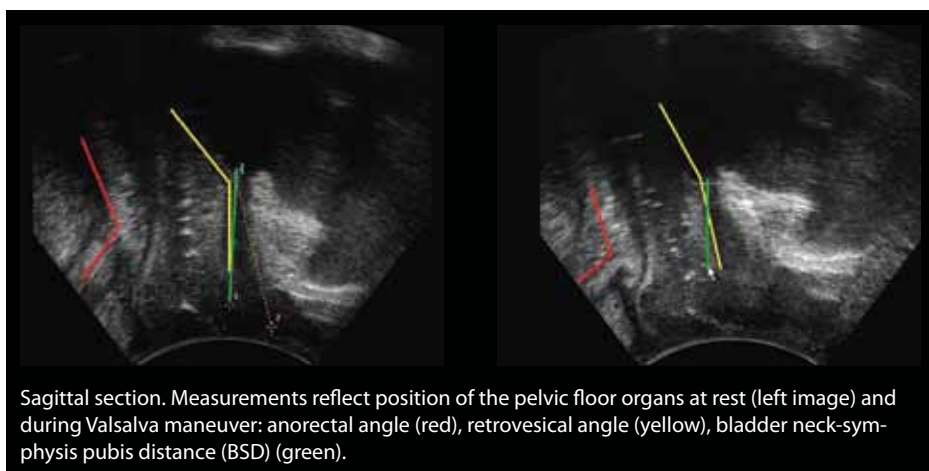 Sagittal section. Measurements reflect position of the pelvic floor organs at rest (left image) and
during Valsalva maneuver: anorectal angle (red), retrovesical angle (yellow), bladder neck-sym-
physis pubis distance (BSD) (green).